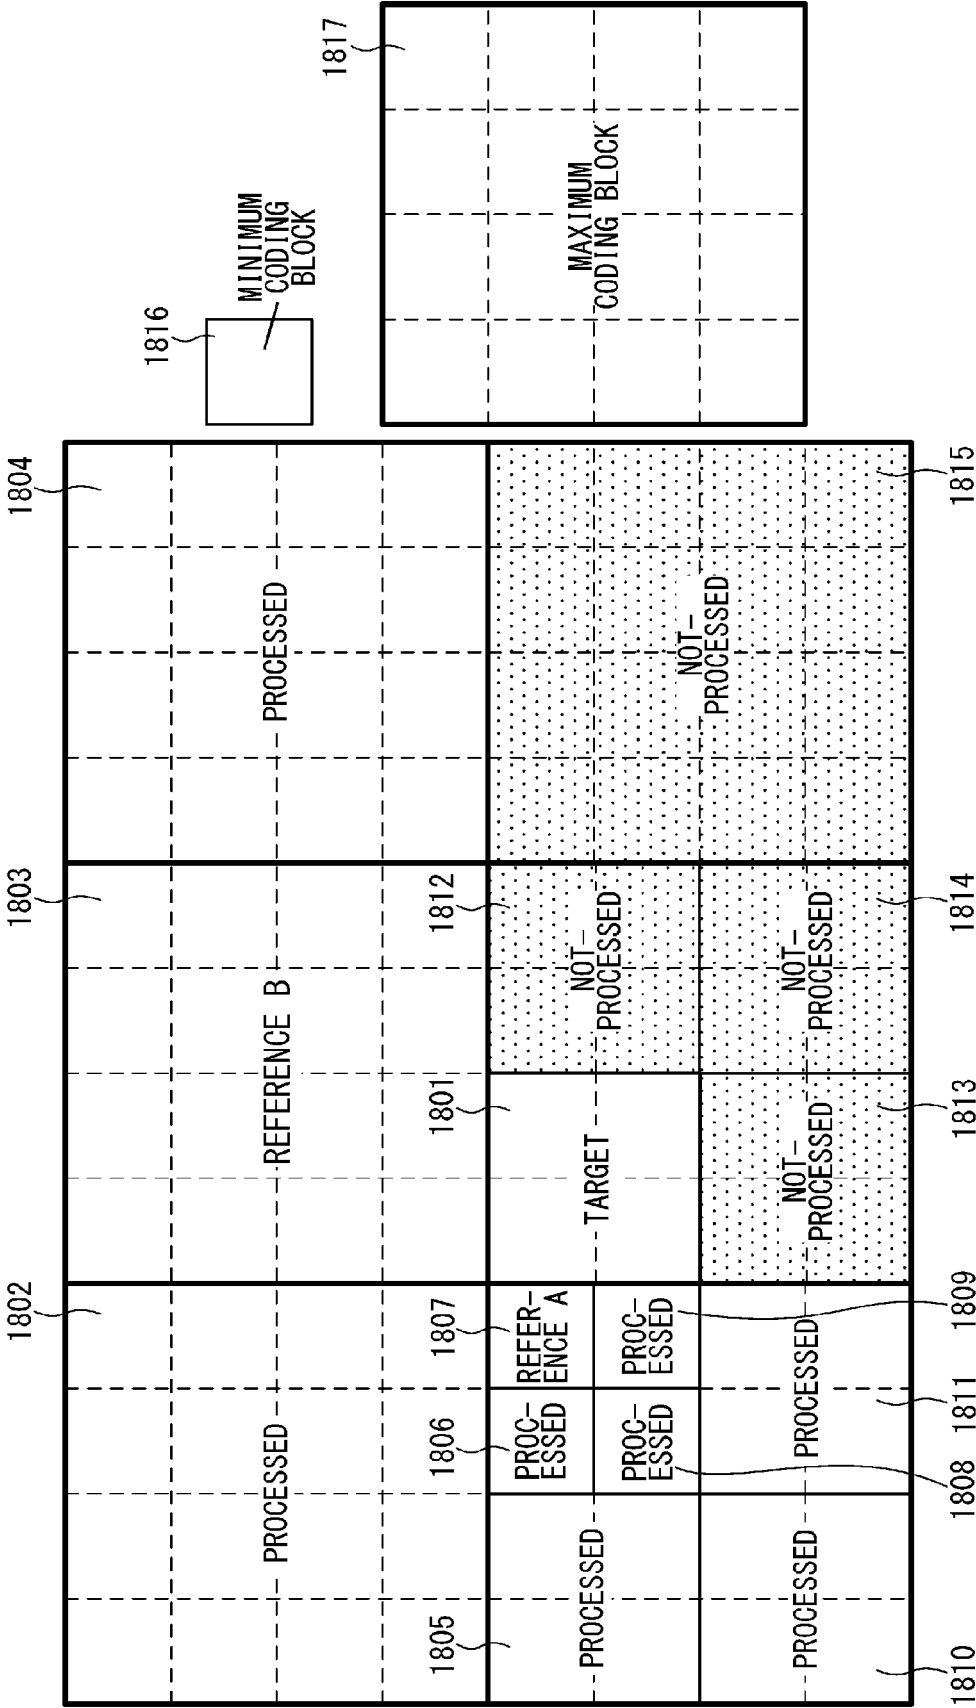 1802
1803
1804
PROCESSED
REFERENCE B
PROCESSED
1805
1806
1807
1801
1812
PROCESSED
PROC-
ESSED
REFER-
ENCE A
PROC-
ESSED
PROC-
ESSED
TARGET
NOT-
PROCESSED
NOT-
PROCESSED
PROCESSED
PROCESSED
NOT-
PROCESSED
NOT-
PROCESSED
1810
1808
1811
1809
1813
1814
1815
1816
MINIMUM
CODING
BLOCK
1817
MAXIMUM
CODING BLOCK